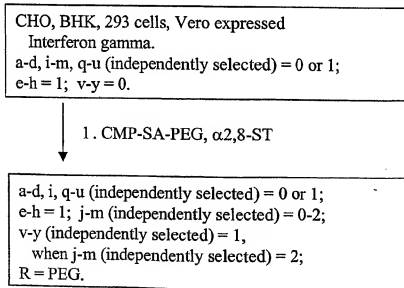 CHO, BHK, 293 cells, Vero expressed
Interferon gamma.
a-d, i-m, q-u (independently selected) = 0 or 1;
e-h = 1; v-y = 0.
1. CMP-SA-PEG, α2,8-ST
a-d, i, q-u (independently selected) = 0 or 1;
e-h = 1; j-m (independently selected) = 0-2;
v-y (independently selected) = 1,
when j-m (independently selected) = 2;
R = PEG.